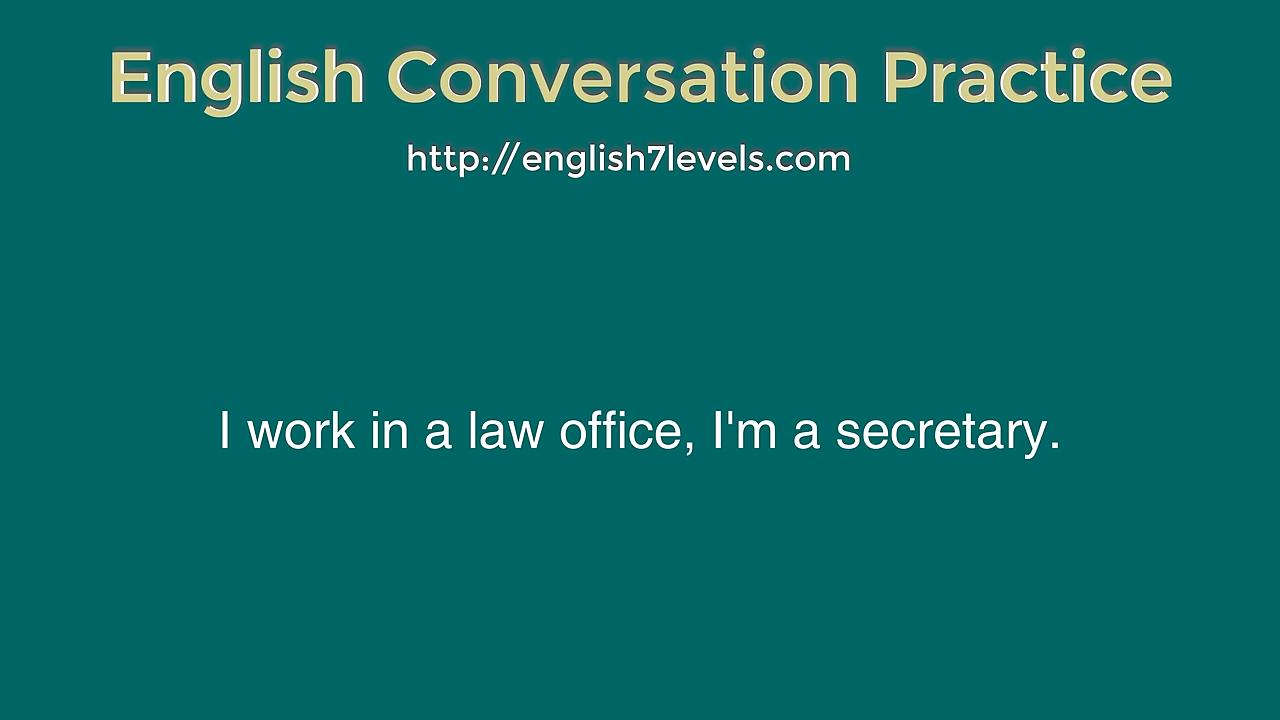 English Conversation Practice
http://english7levels.com
I work in a law office, I'm a secretary.